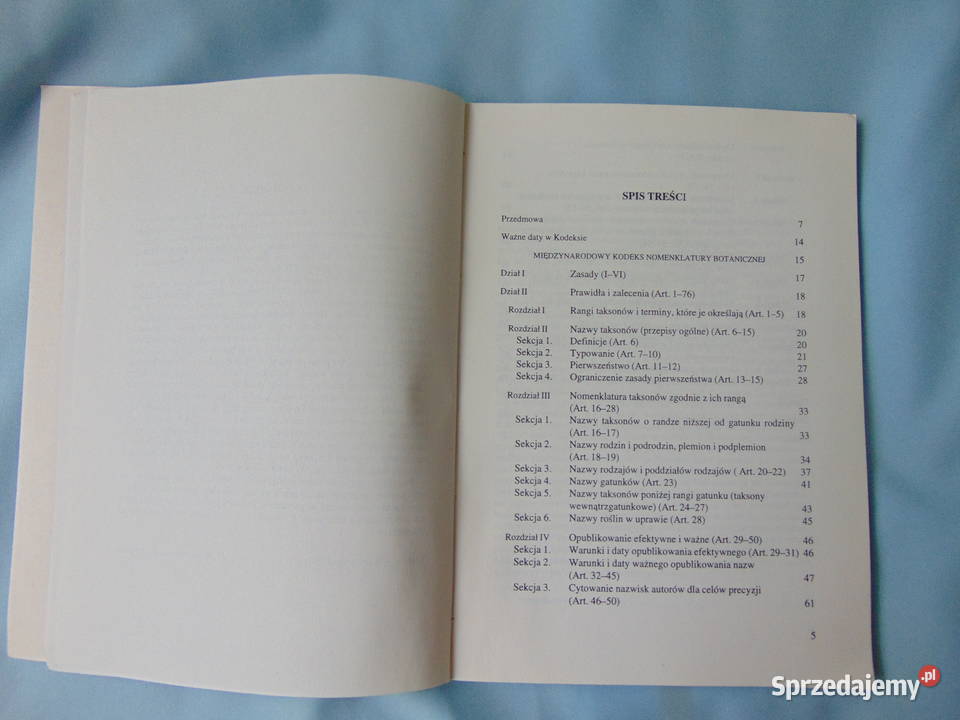 SPIS TREŚCI
Przedmowa 7
Ważne daty w Kodeksie 14
MIĘDZYNARODOWY KODEKS NOMENKLATURY BOTANICZNEJ 15
Dział I Zasady (I–VI) 17
Dział II Prawidła i zalecenia (Art. 1–76) 18
Rozdział I Rangi taksonów i terminy, które je określają (Art. 1–5) 18
Rozdział II Nazwy taksonów (przepisy ogólne) (Art. 6–15) 20
Sekcja 1. Definicje (Art. 6) 20
Sekcja 2. Typowanie (Art. 7–10) 21
Sekcja 3. Pierwszeństwo (Art. 11–12) 27
Sekcja 4. Ograniczenie zasady pierwszeństwa (Art. 13–15) 28
Rozdział III Nomenklatura taksonów zgodnie z ich rangą
(Art. 16–28) 33
Sekcja 1. Nazwy taksonów o randze niższej od gatunku rodziny
(Art. 16–17) 33
Sekcja 2. Nazwy rodzin i podrodzin, plemion i podplemion
(Art. 18–19) 34
Sekcja 3. Nazwy rodzajów i poddziałów rodzajów ( Art. 20–22) 37
Sekcja 4. Nazwy gatunków (Art. 23) 41
Sekcja 5. Nazwy taksonów poniżej rangi gatunku (taksony
wewnątrzgatunkowe) (Art. 24–27) 43
Sekcja 6. Nazwy roślin w uprawie (Art. 28) 45
Rozdział IV Opublikowanie efektywne i ważne (Art. 29–50) 46
Sekcja 1. Warunki i daty opublikowania efektywnego (Art. 29–31) 46
Sekcja 2. Warunki i daty ważnego opublikowania nazw
(Art. 32–45) 47
Sekcja 3. Cytowanie nazwisk autorów dla celów precyzji
(Art. 46–50) 61
5
Sprzedajemy.pl